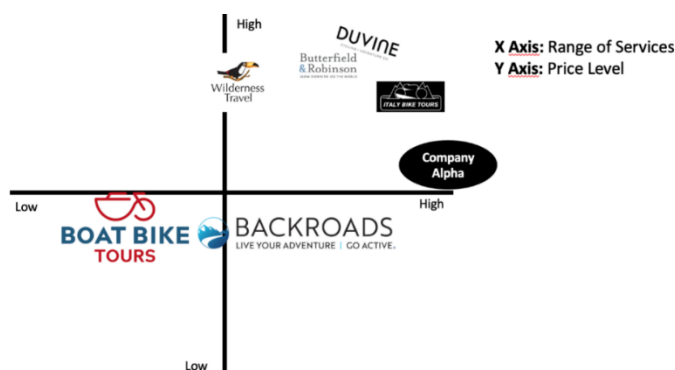 High
DUVINE
Butterfield
& Robinson
X Axis: Range of Services
Y Axis: Price Level
Wilderness
Travel
ITALY BIKE TOURS
Company
Alpha
Low
High
BOAT BIKE
TOURS
BACKROADS
LIVE YOUR ADVENTURE | GO ACTIVE.
Low